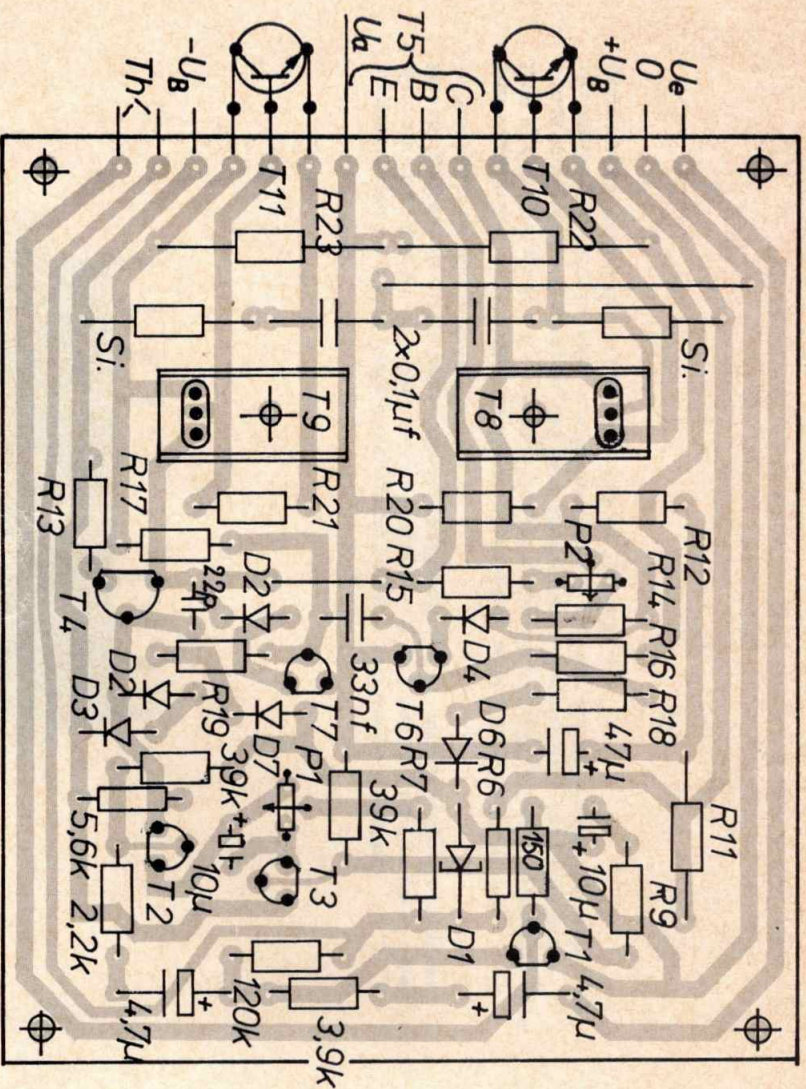 Ue
0
+UB
C
B
T5
E
Ua
-UB
Th
T10
T11
R22
R23
Si.
2x0,1µf
Si.
T8
T9
R12
R20
R21
R17
R13
P2
R14
R15
D2
22p
T4
R16
D4
33nf
R18
T6
T7
R19
D2
D3
47µ
D6
R6
R7
P1
D7
39k
39k
R11
R9
10µ
150
T3
10µ
T2
5,6k
2,2k
T1
D1
4,7µ
120k
3,9k
4,7µ